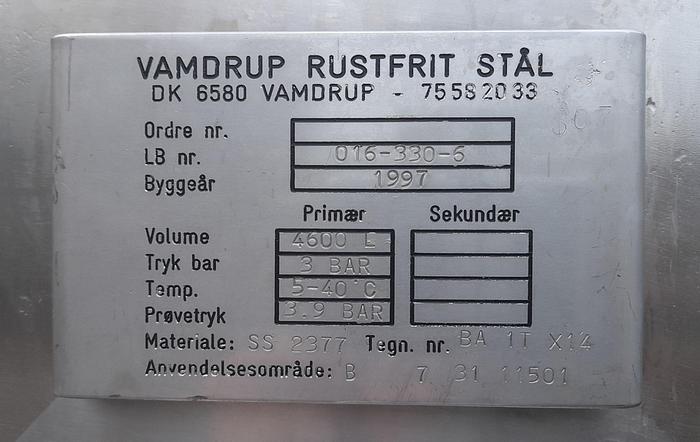 VAMDRUP RUSTFRIT STÅL
DK 6580 VAMDRUP - 75582033
Ordre nr.
LB nr. 016-330-6
Byggeår 1997
Primær Sekundær
Volume 4600 L
Tryk bar 3 BAR
Temp. 5-40°C
Prøvetryk 3.9 BAR
Materiale: SS 2377 Tegn. nr. BA 1T X14
Anvendelsesområde: B 7 31 11501